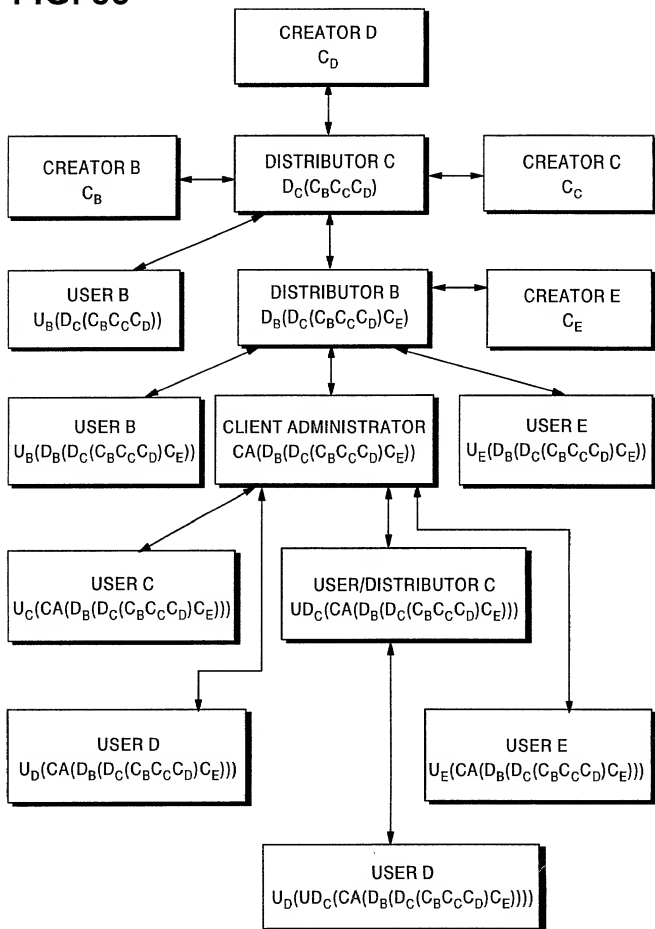 CREATOR D
C_D
CREATOR B
C_B
DISTRIBUTOR C
D_C(C_BC_CC_D)
CREATOR C
C_C
USER B
U_B(D_C(C_BC_CC_D))
DISTRIBUTOR B
D_B(D_C(C_BC_CC_D)C_E)
CREATOR E
C_E
USER B
U_B(D_B(D_C(C_BC_CC_D)C_E))
CLIENT ADMINISTRATOR
CA(D_B(D_C(C_BC_CC_D)C_E))
USER E
U_E(D_B(D_C(C_BC_CC_D)C_E))
USER C
U_C(CA(D_B(D_C(C_BC_CC_D)C_E)))
USER/DISTRIBUTOR C
UD_C(CA(D_B(D_C(C_BC_CC_D)C_E)))
USER D
U_D(CA(D_B(D_C(C_BC_CC_D)C_E)))
USER E
U_E(CA(D_B(D_C(C_BC_CC_D)C_E)))
USER D
U_D(UD_C(CA(D_B(D_C(C_BC_CC_D)C_E))))